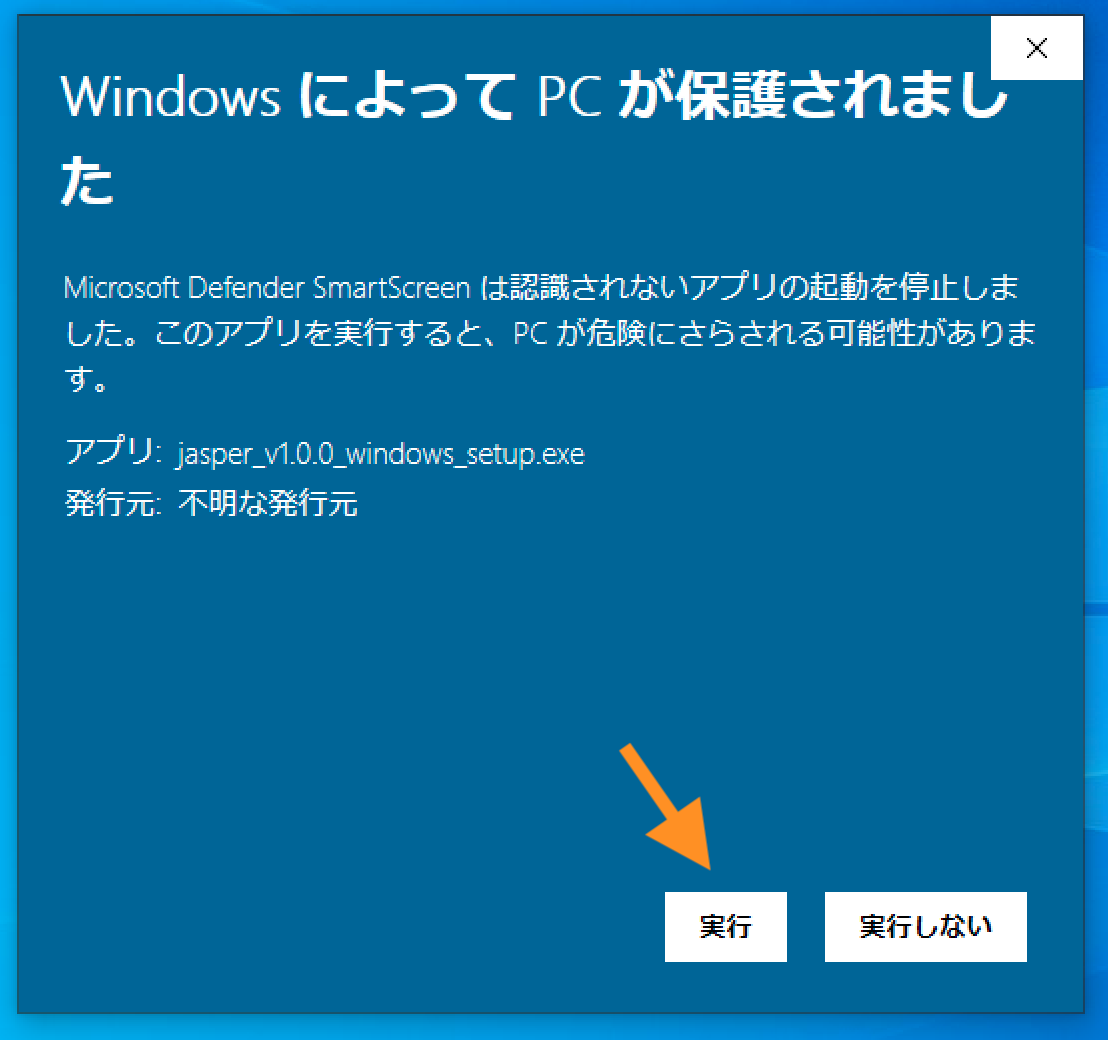 Windows によって PC が保護されまし
た
Microsoft Defender SmartScreen は認識されないアプリの起動を停止しま
した。このアプリを実行すると、PC が危険にさらされる可能性がありま
す。
アプリ: jasper_v1.0.0_windows_setup.exe
発行元: 不明な発行元
実行 実行しない